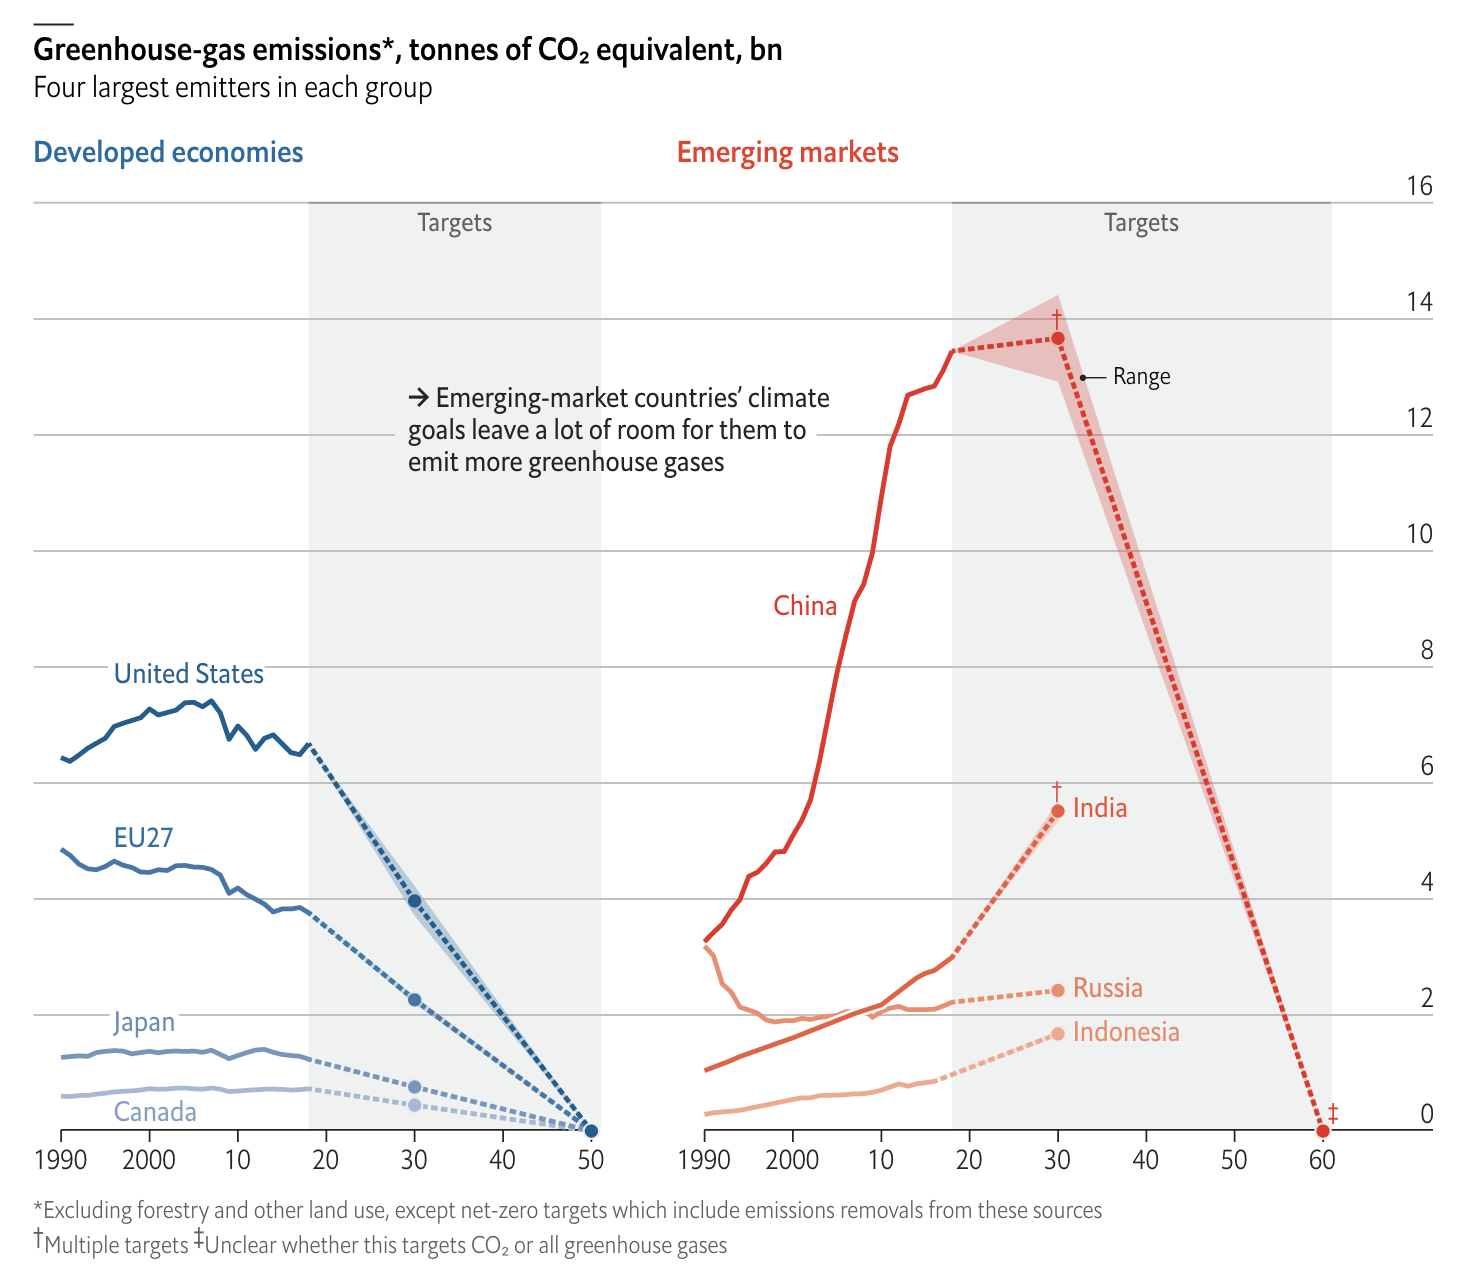 Greenhouse-gas emissions*, tonnes of CO₂ equivalent, bn
Four largest emitters in each group
Developed economies
Emerging markets
16
Targets
Targets
14
†
Range
→ Emerging-market countries’ climate
goals leave a lot of room for them to
emit more greenhouse gases
12
10
China
8
United States
6
†
India
EU27
4
Russia
2
Japan
Indonesia
Canada
‡
0
1990 2000 10 20 30 40 50
1990 2000 10 20 30 40 50 60
*Excluding forestry and other land use, except net-zero targets which include emissions removals from these sources
†Multiple targets ‡Unclear whether this targets CO₂ or all greenhouse gases